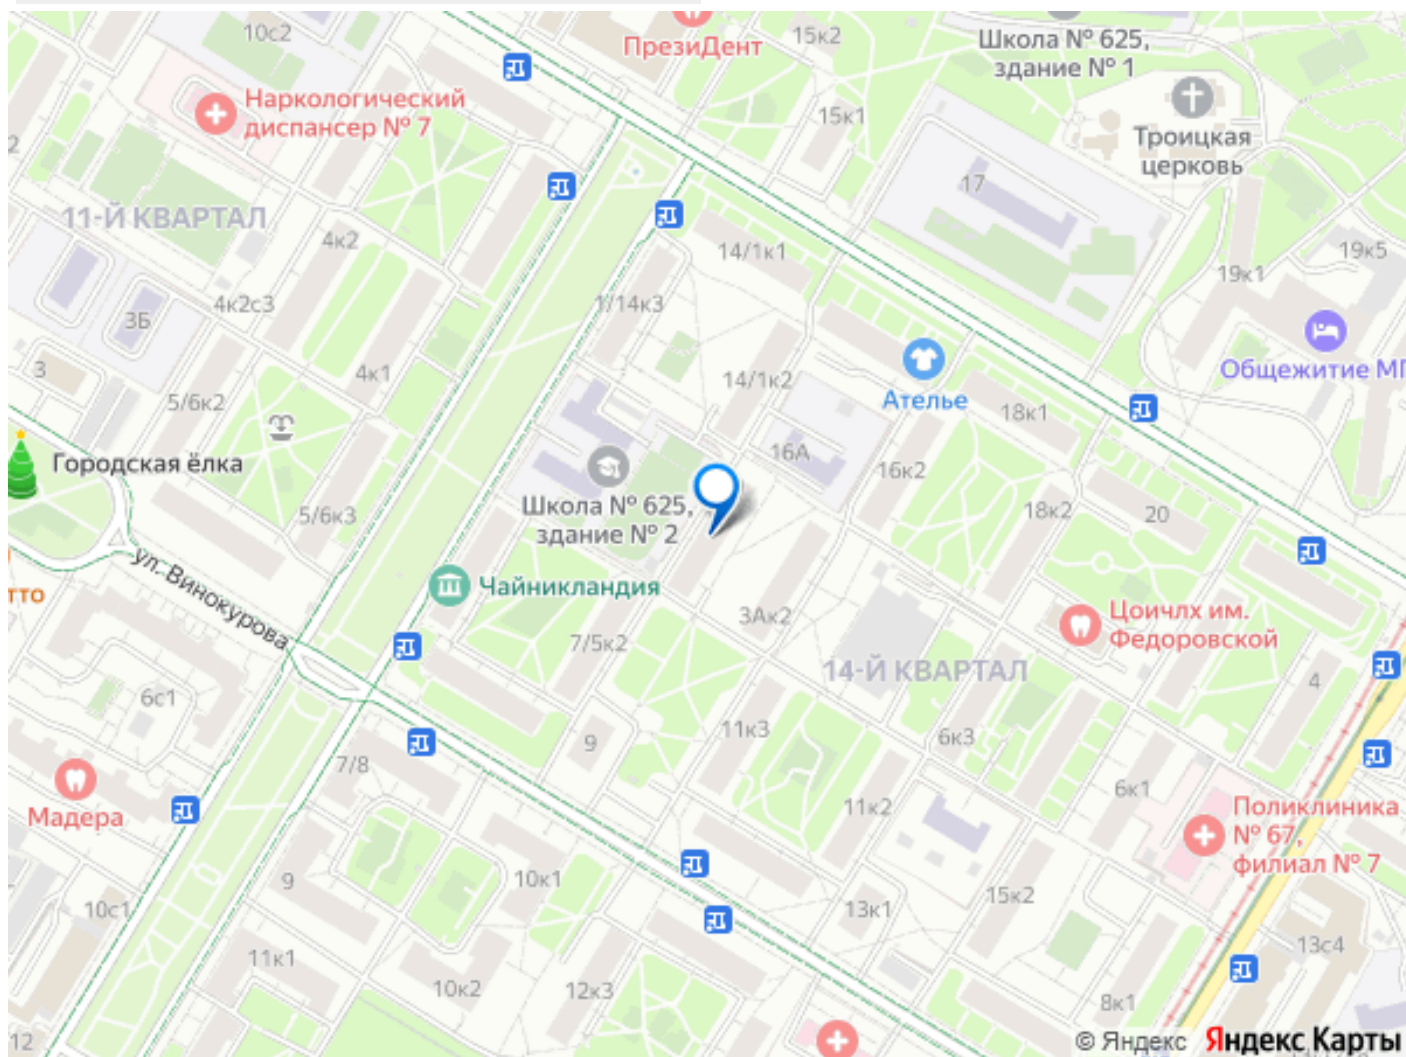 10с2
ПрезиДент
15к2
Школа № 625,
здание № 1
Наркологический
диспансер № 7
15к1
Троицкая
церковь
2
17
11-Й КВАРТАЛ
4к2
14/1к1
19к5
19к1
4к2с3
3Б
1/14к3
3
4к1
14/1к2
Ателье
Общежитие МГ
5/6к2
18к1
Городская ёлка
16А
16к2
Школа № 625,
здание № 2
5/6к3
18к2
20
ул. Винокурова
тто
Чайникландия
3Ак2
Цоичлх им.
Федоровской
7/5к2
14-Й КВАРТАЛ
6с1
4
9
11к3
6к3
7/8
Мадера
11к2
6к1
Поликлиника
№ 67,
филиал № 7
9
10к1
15к2
10с1
13к1
11к1
13с4
10к2
12к3
8к1
12
© Яндекс Яндекс Карты